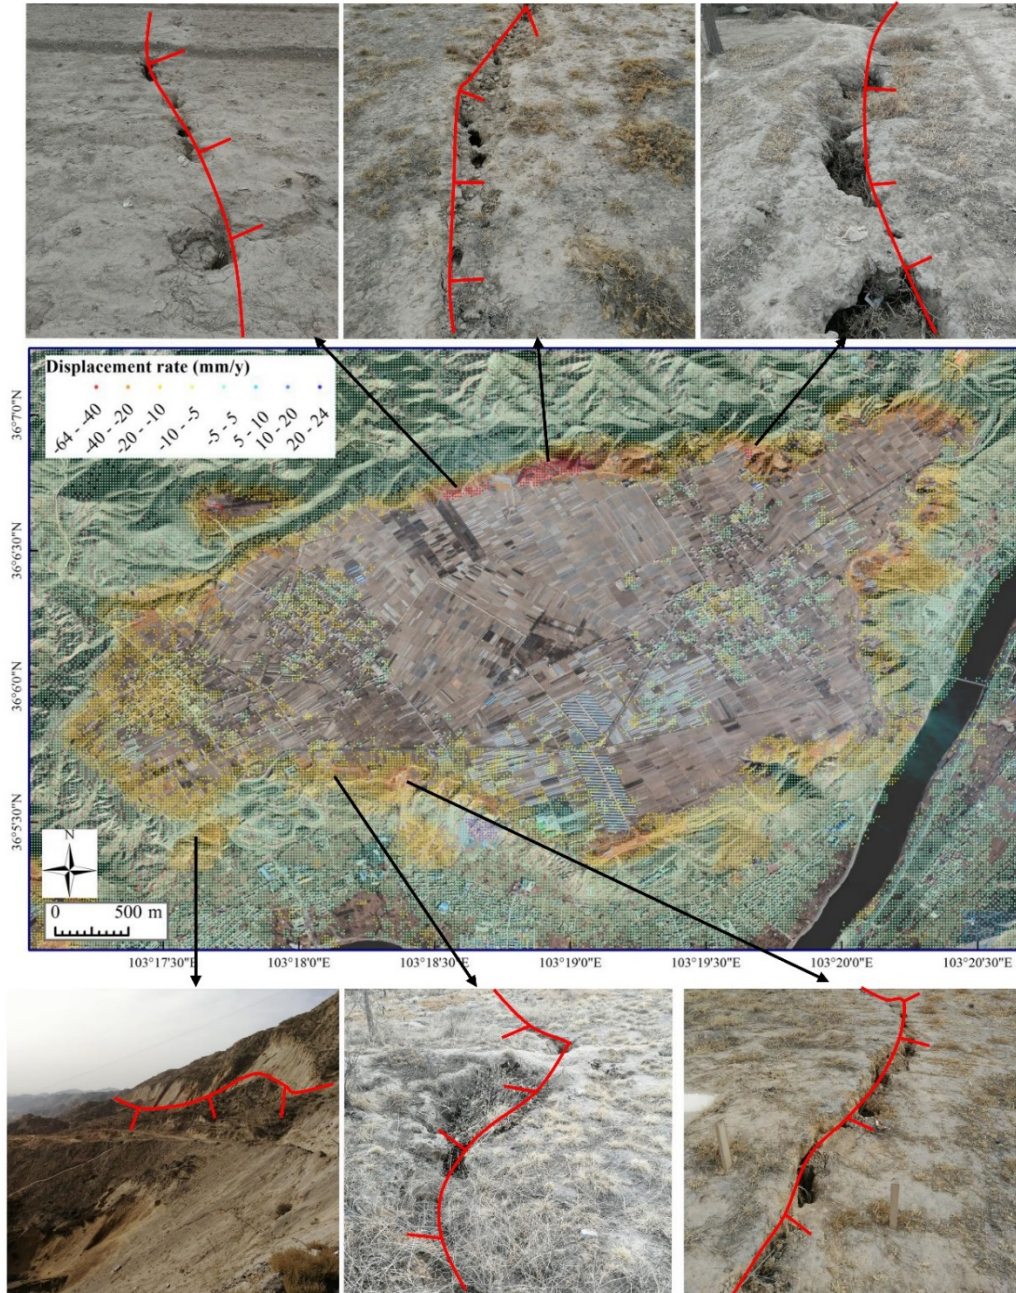 Displacement rate (mm/y)
-64 - -40
-40 - -20
-20 - -10
-10 - -5
-5 - 5
5 - 10
10 - 20
20 - 24
36°7'0"N
36°6'30"N
36°6'0"N
36°5'30"N
N
0 500 m
103°17'30"E 103°18'0"E 103°18'30"E 103°19'0"E 103°19'30"E 103°20'0"E 103°20'30"E